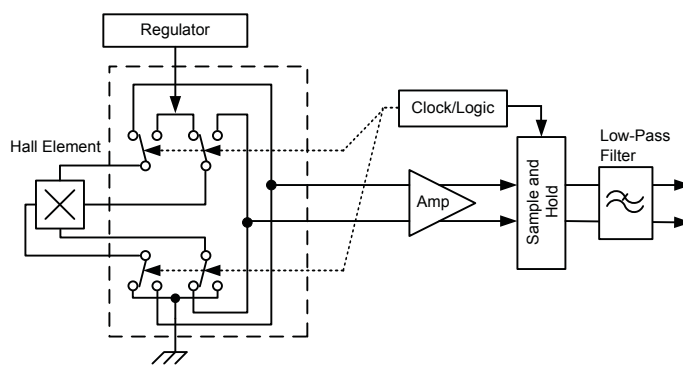 Regulator
Clock/Logic
Hall Element
Low-Pass
Filter
Amp
Sample and
Hold